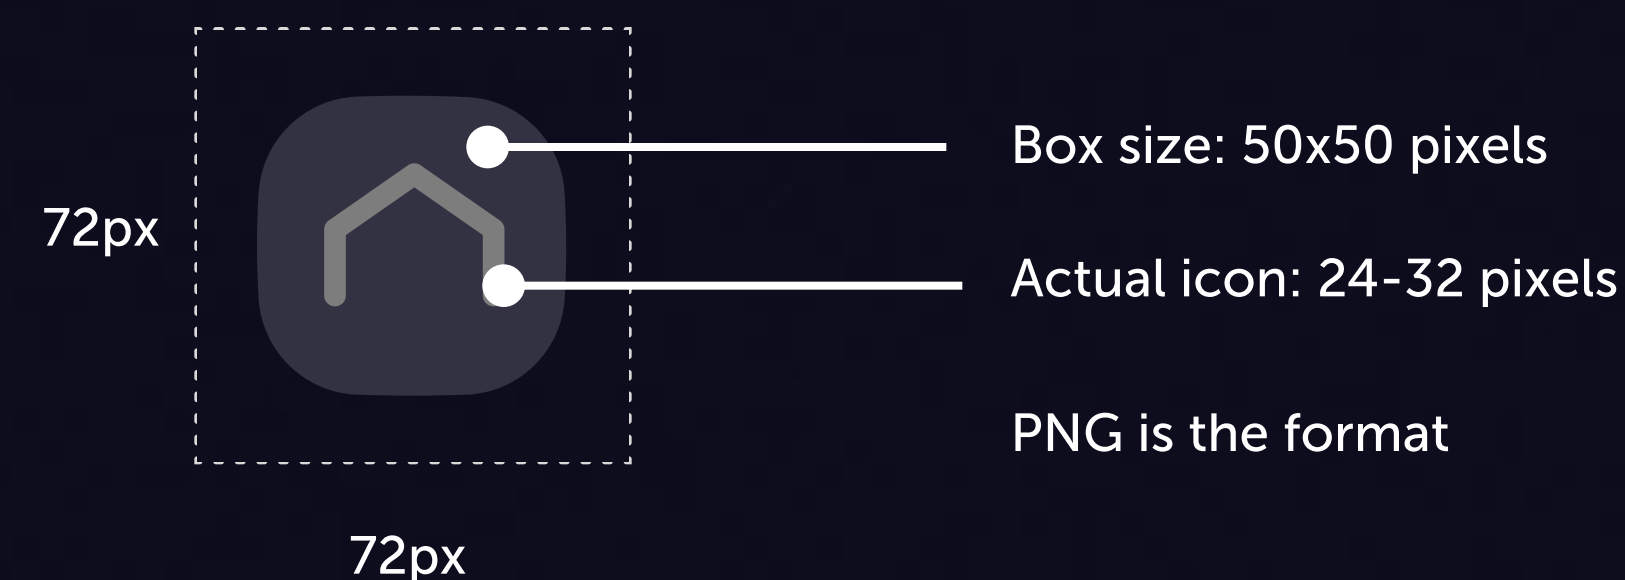 Box size: 50x50 pixels
72px
Actual icon: 24-32 pixels
PNG is the format
72px